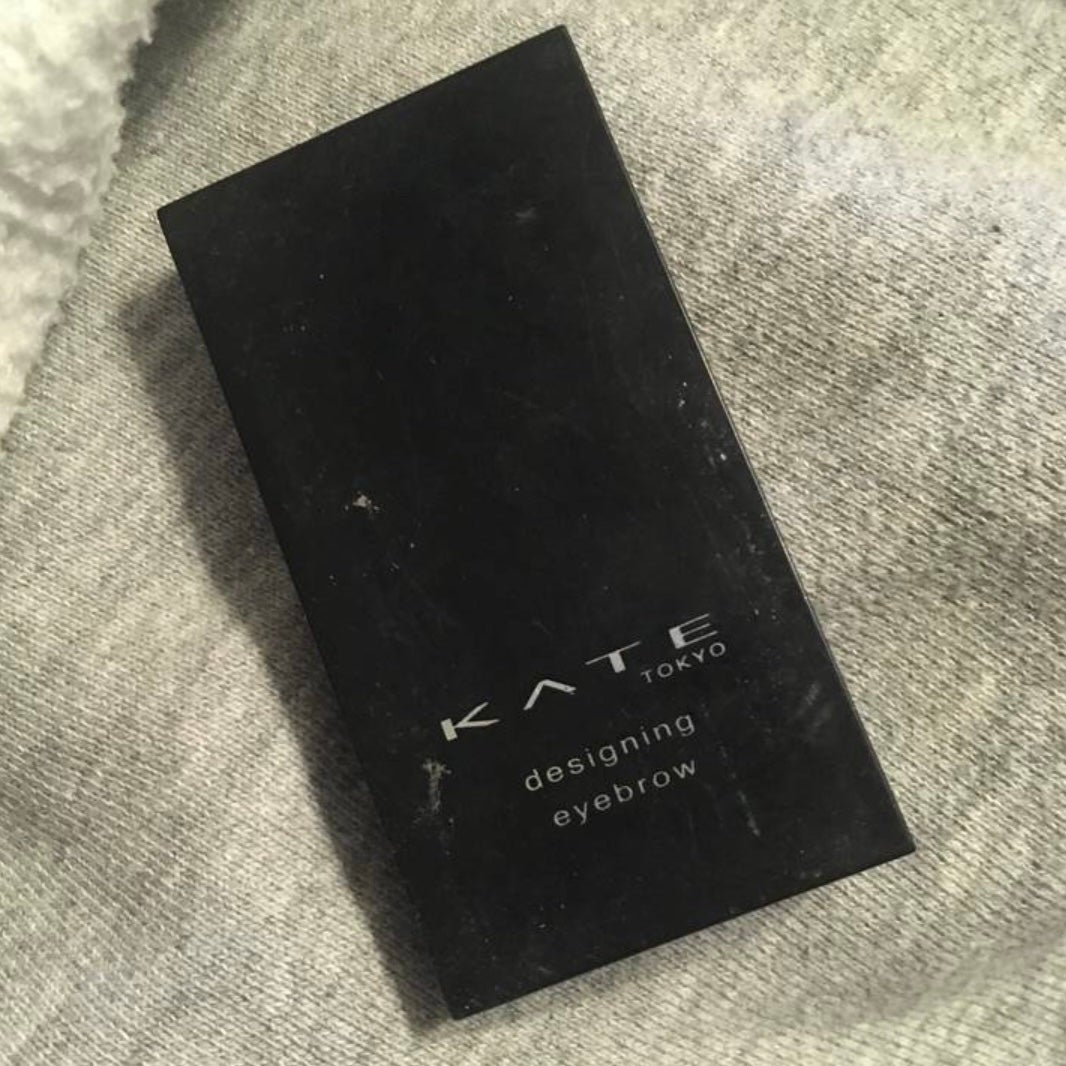 KATE
TOKYO
designing
eyebrow